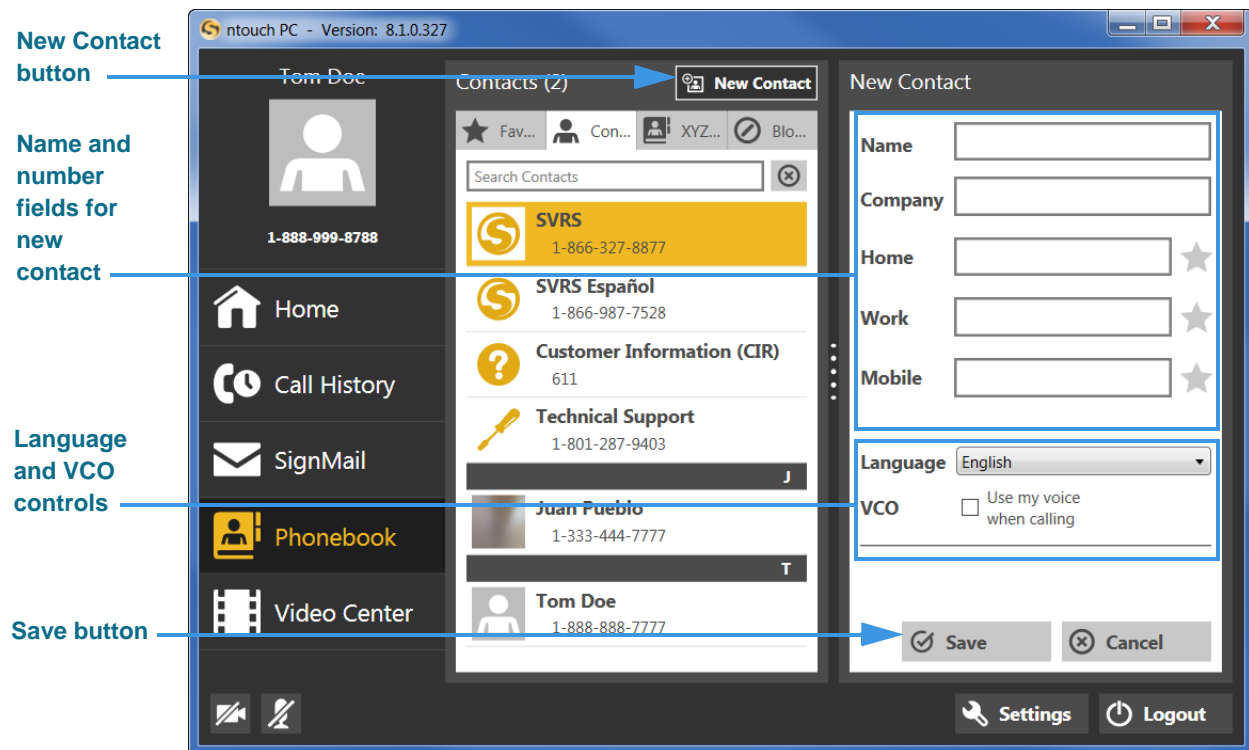 ntouch PC - Version: 8.1.0.327
New Contact
button
Name and
number
fields for
new
contact
Language
and VCO
controls
Save button
Tom Doe
1-888-999-8788
Home
Call History
SignMail
Phonebook
Video Center
Contacts (2)
New Contact
Fav...
Con...
XYZ...
Blo...
Search Contacts
SVRS
1-866-327-8877
SVRS Español
1-866-987-7528
Customer Information (CIR)
611
Technical Support
1-801-287-9403
J
Juan Pueblo
1-333-444-7777
T
Tom Doe
1-888-888-7777
New Contact
Name
Company
Home
Work
Mobile
Language English
VCO
Use my voice
when calling
Save
Cancel
Settings
Logout